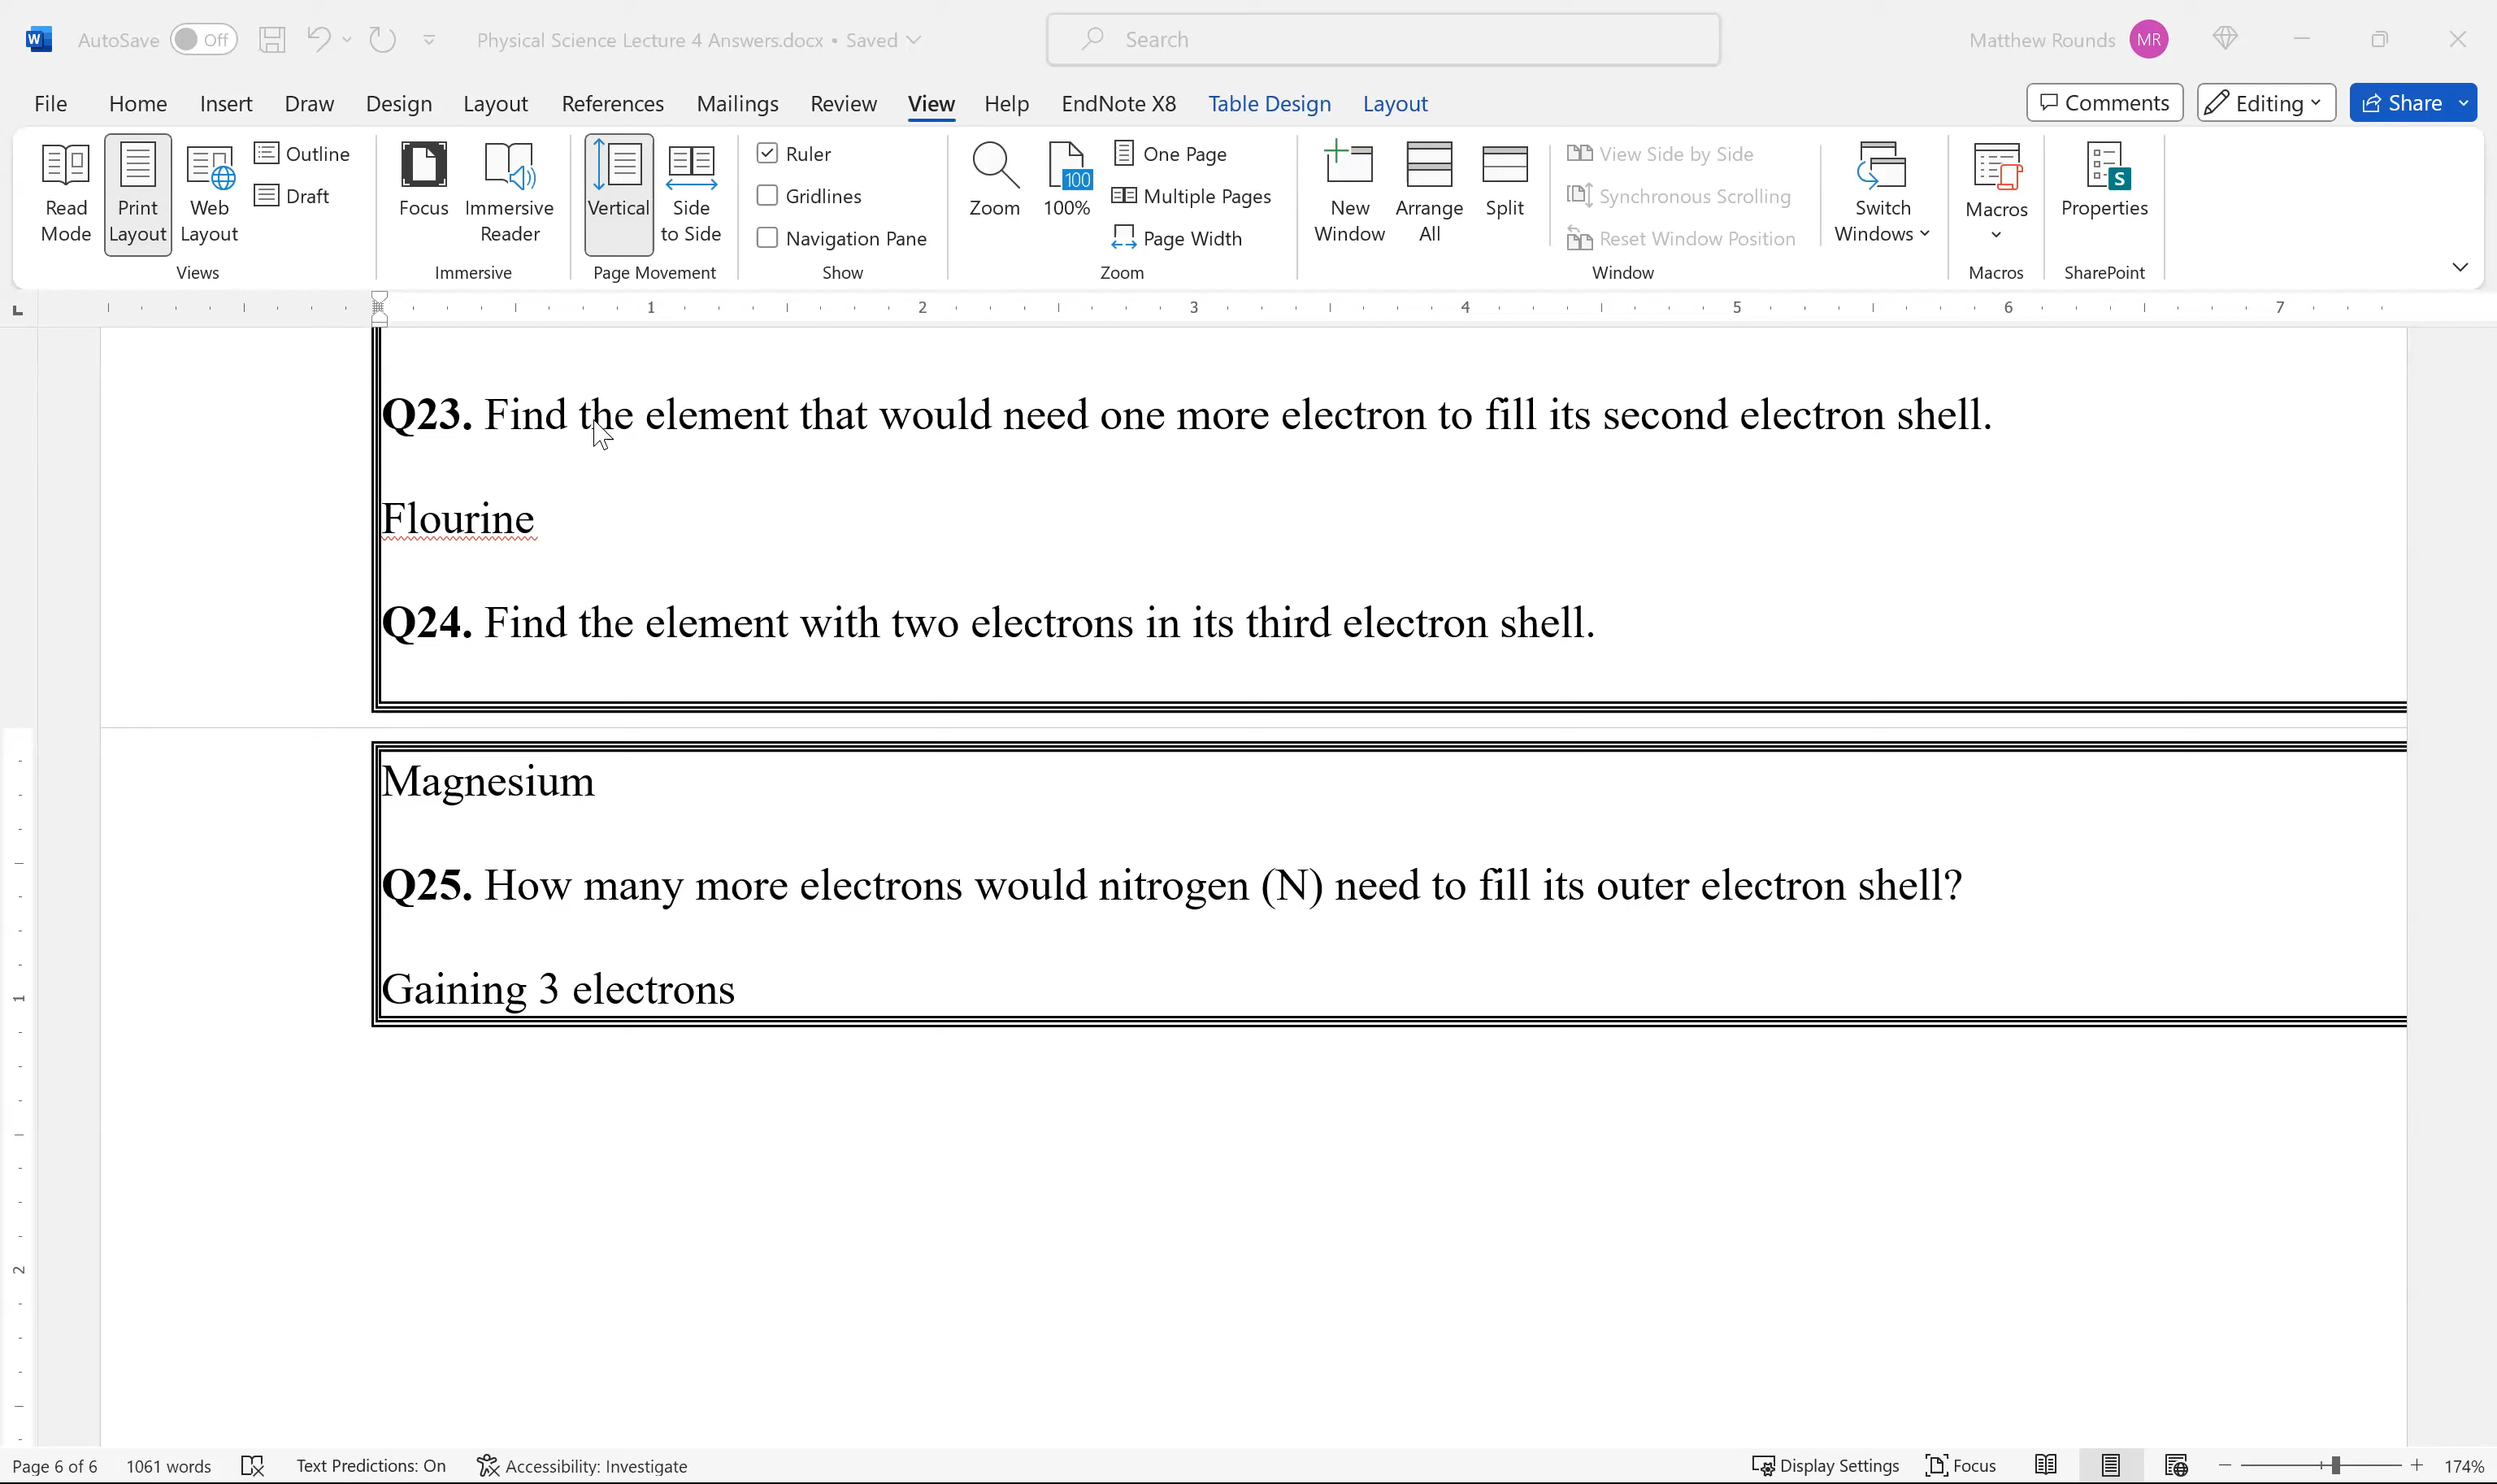 W AutoSave Off Physical Science Lecture 4 Answers.docx • Saved Search Matthew Rounds MR
File Home Insert Draw Design Layout References Mailings Review View Help EndNote X8 Table Design Layout Comments Editing Share
Read Mode Print Layout Web Layout Outline Draft Focus Immersive Reader Vertical Side to Side Ruler Gridlines Navigation Pane Zoom 100 100% One Page Multiple Pages Page Width New Window Arrange All Split View Side by Side Synchronous Scrolling Reset Window Position Switch Windows Macros S Properties
Views Immersive Page Movement Show Zoom Window Macros SharePoint
L 1 2 3 4 5 6 7
Q23. Find the element that would need one more electron to fill its second electron shell.
Flourine
Q24. Find the element with two electrons in its third electron shell.
Magnesium
Q25. How many more electrons would nitrogen (N) need to fill its outer electron shell?
Gaining 3 electrons
1
2
Page 6 of 6 1061 words Text Predictions: On Accessibility: Investigate Display Settings Focus 174%